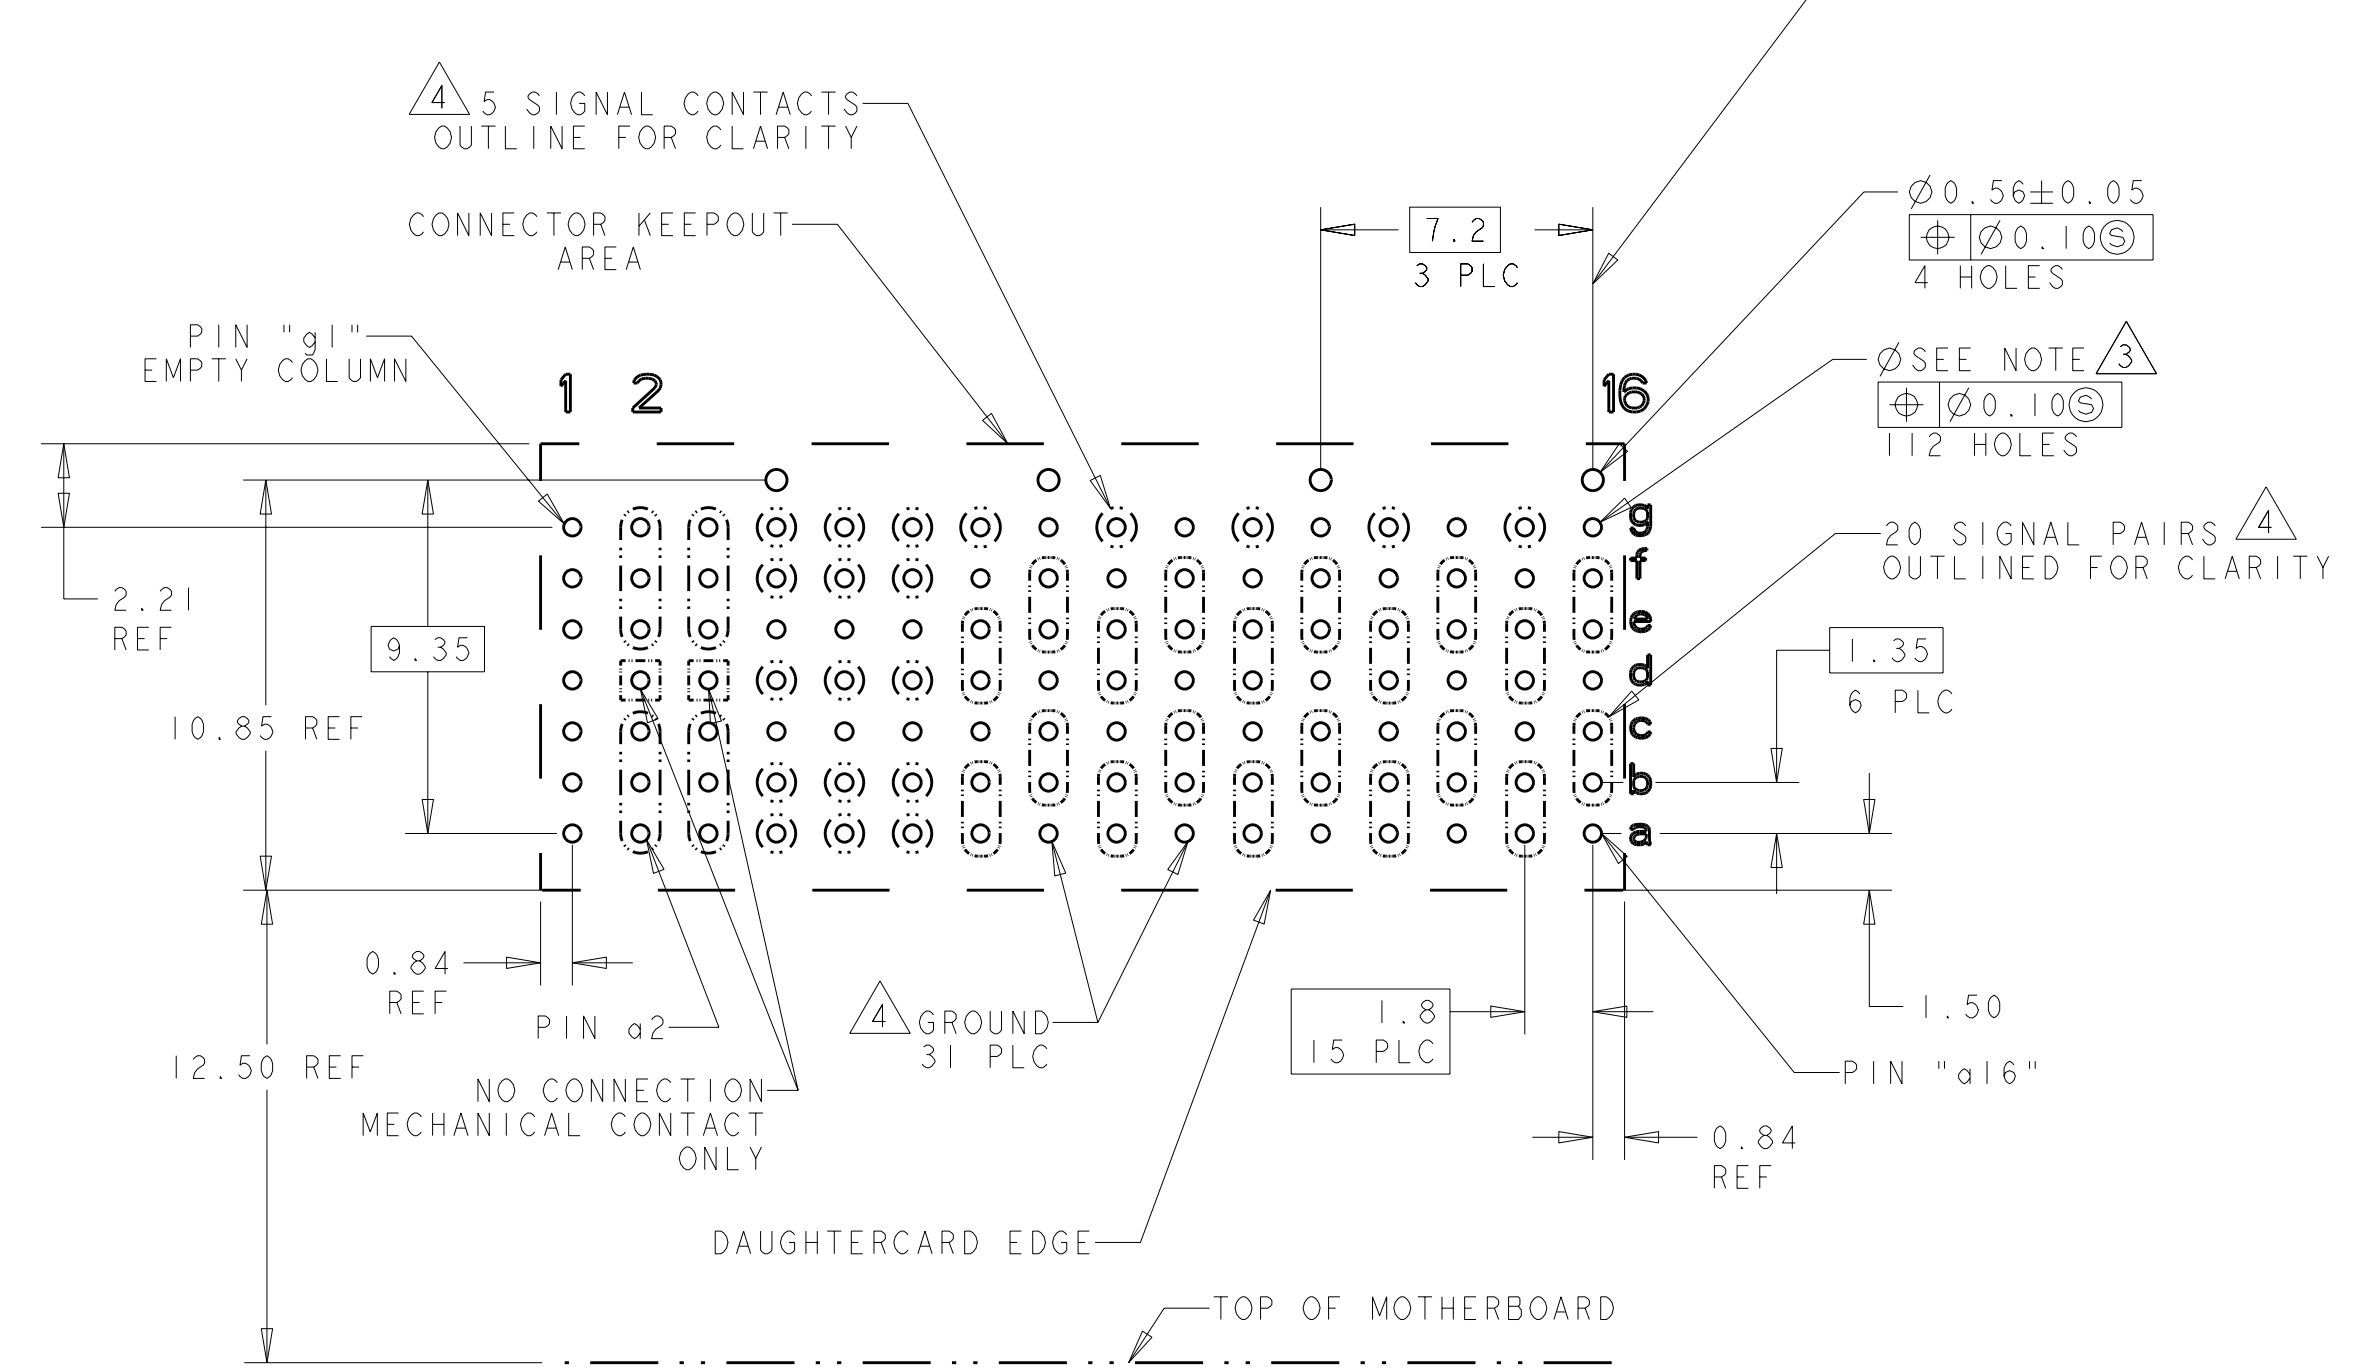 4 5 SIGNAL CONTACTS
OUTLINE FOR CLARITY
CONNECTOR KEEPOUT
AREA
7.2
3 PLC
Ø0.56±0.05
⌖ Ø0.10Ⓢ
4 HOLES
PIN "g1"
EMPTY COLUMN
1 2 16
ØSEE NOTE 3
⌖ Ø0.10Ⓢ
112 HOLES
g
f
e
d
c
b
a
20 SIGNAL PAIRS 4
OUTLINED FOR CLARITY
2.21
REF
9.35
1.35
6 PLC
10.85 REF
0.84
REF
PIN a2
4 GROUND
31 PLC
1.8
15 PLC
1.50
12.50 REF
NO CONNECTION
MECHANICAL CONTACT
ONLY
PIN "a16"
0.84
REF
DAUGHTERCARD EDGE
TOP OF MOTHERBOARD